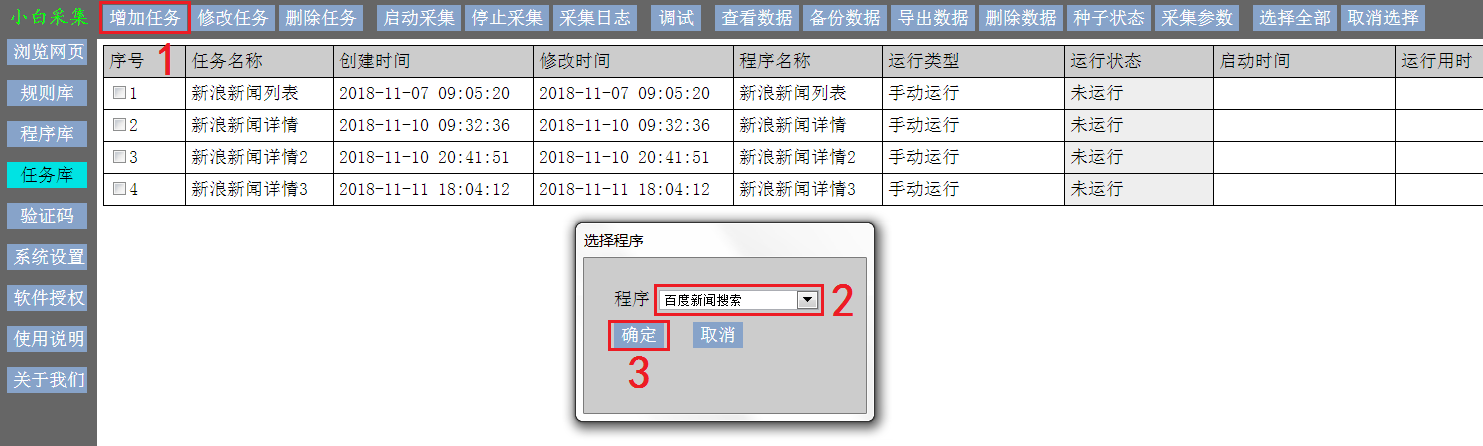 小白采集 增加任务 修改任务 删除任务 启动采集 停止采集 采集日志 调试 查看数据 备份数据 导出数据 删除数据 种子状态 采集参数 选择全部 取消选择
浏览网页
规则库
程序库
任务库
验证码
系统设置
软件授权
使用说明
关于我们
1
序号 任务名称 创建时间 修改时间 程序名称 运行类型 运行状态 启动时间 运行用时
1 新浪新闻列表 2018-11-07 09:05:20 2018-11-07 09:05:20 新浪新闻列表 手动运行 未运行
2 新浪新闻详情 2018-11-10 09:32:36 2018-11-10 09:32:36 新浪新闻详情 手动运行 未运行
3 新浪新闻详情2 2018-11-10 20:41:51 2018-11-10 20:41:51 新浪新闻详情2 手动运行 未运行
4 新浪新闻详情3 2018-11-11 18:04:12 2018-11-11 18:04:12 新浪新闻详情3 手动运行 未运行
选择程序
程序 百度新闻搜索 2
确定 取消
3